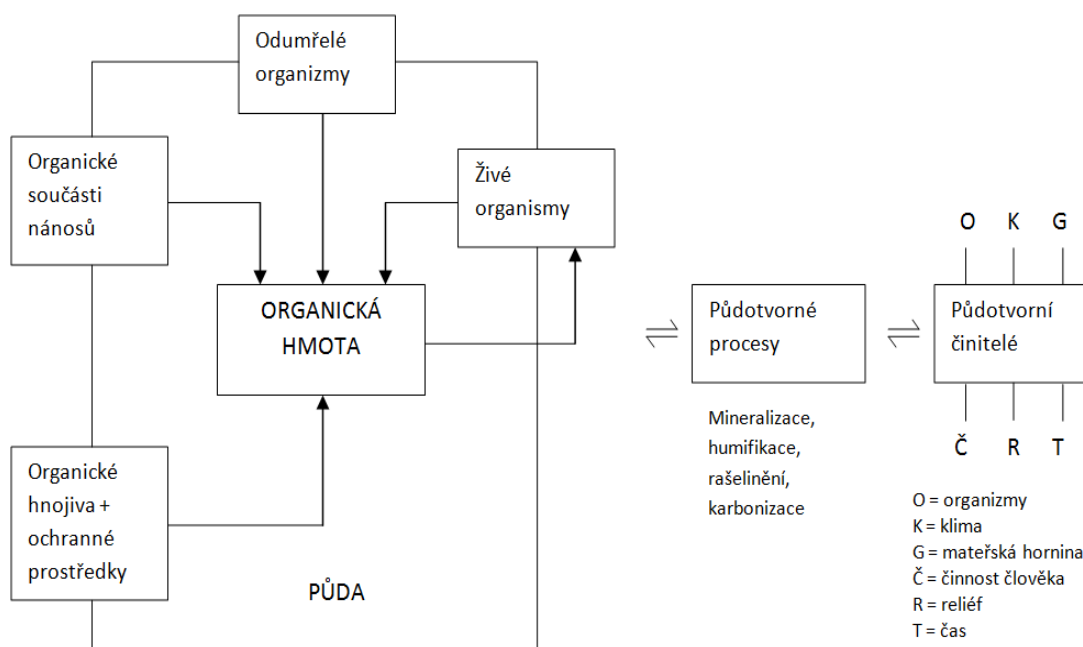 Odumřelé
organizmy
Organické
součásti
nánosů
Živé
organismy
ORGANICKÁ
HMOTA
Organické
hnojiva +
ochranné
prostředky
PŮDA
Půdotvorné
procesy
Mineralizace,
humifikace,
rašelinění,
karbonizace
O K G
Půdotvorní
činitelé
Č R T
O = organizmy
K = klima
G = mateřská hornina
Č = činnost člověka
R = reliéf
T = čas